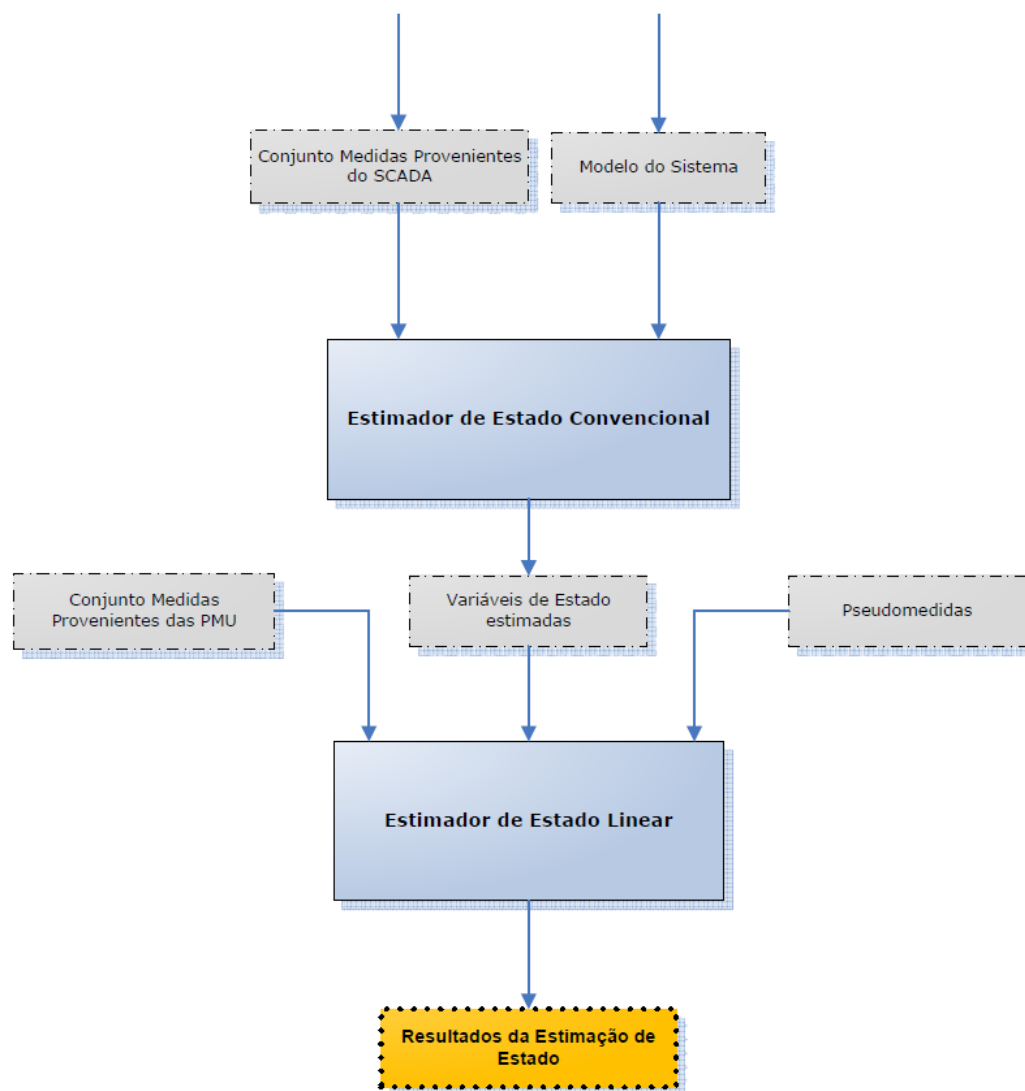 Conjunto Medidas Provenientes
do SCADA
Modelo do Sistema
Estimador de Estado Convencional
Conjunto Medidas
Provenientes das PMU
Variáveis de Estado
estimadas
Pseudomedidas
Estimador de Estado Linear
Resultados da Estimação de
Estado